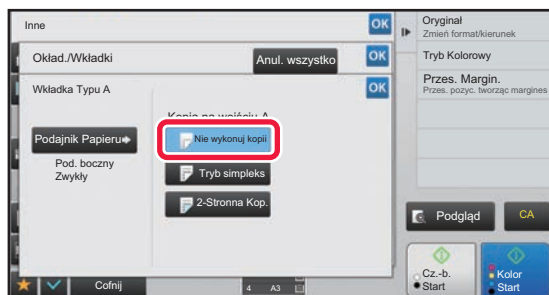 Inne
OK
Okład./Wkładki
Anul. wszystko
OK
Wkładka Typu A
OK
Kopia na wejściu A
Podajnik Papieru
Pod. boczny
Zwykły
Nie wykonuj kopii
Tryb simpleks
2-Stronna Kop.
Cofnij
4 A3
Oryginał
Zmień format/kierunek
Tryb Kolorowy
Przes. Margin.
Przes. pozyc. tworząc margines
Podgląd
CA
Cz.-b.
Start
Kolor
Start